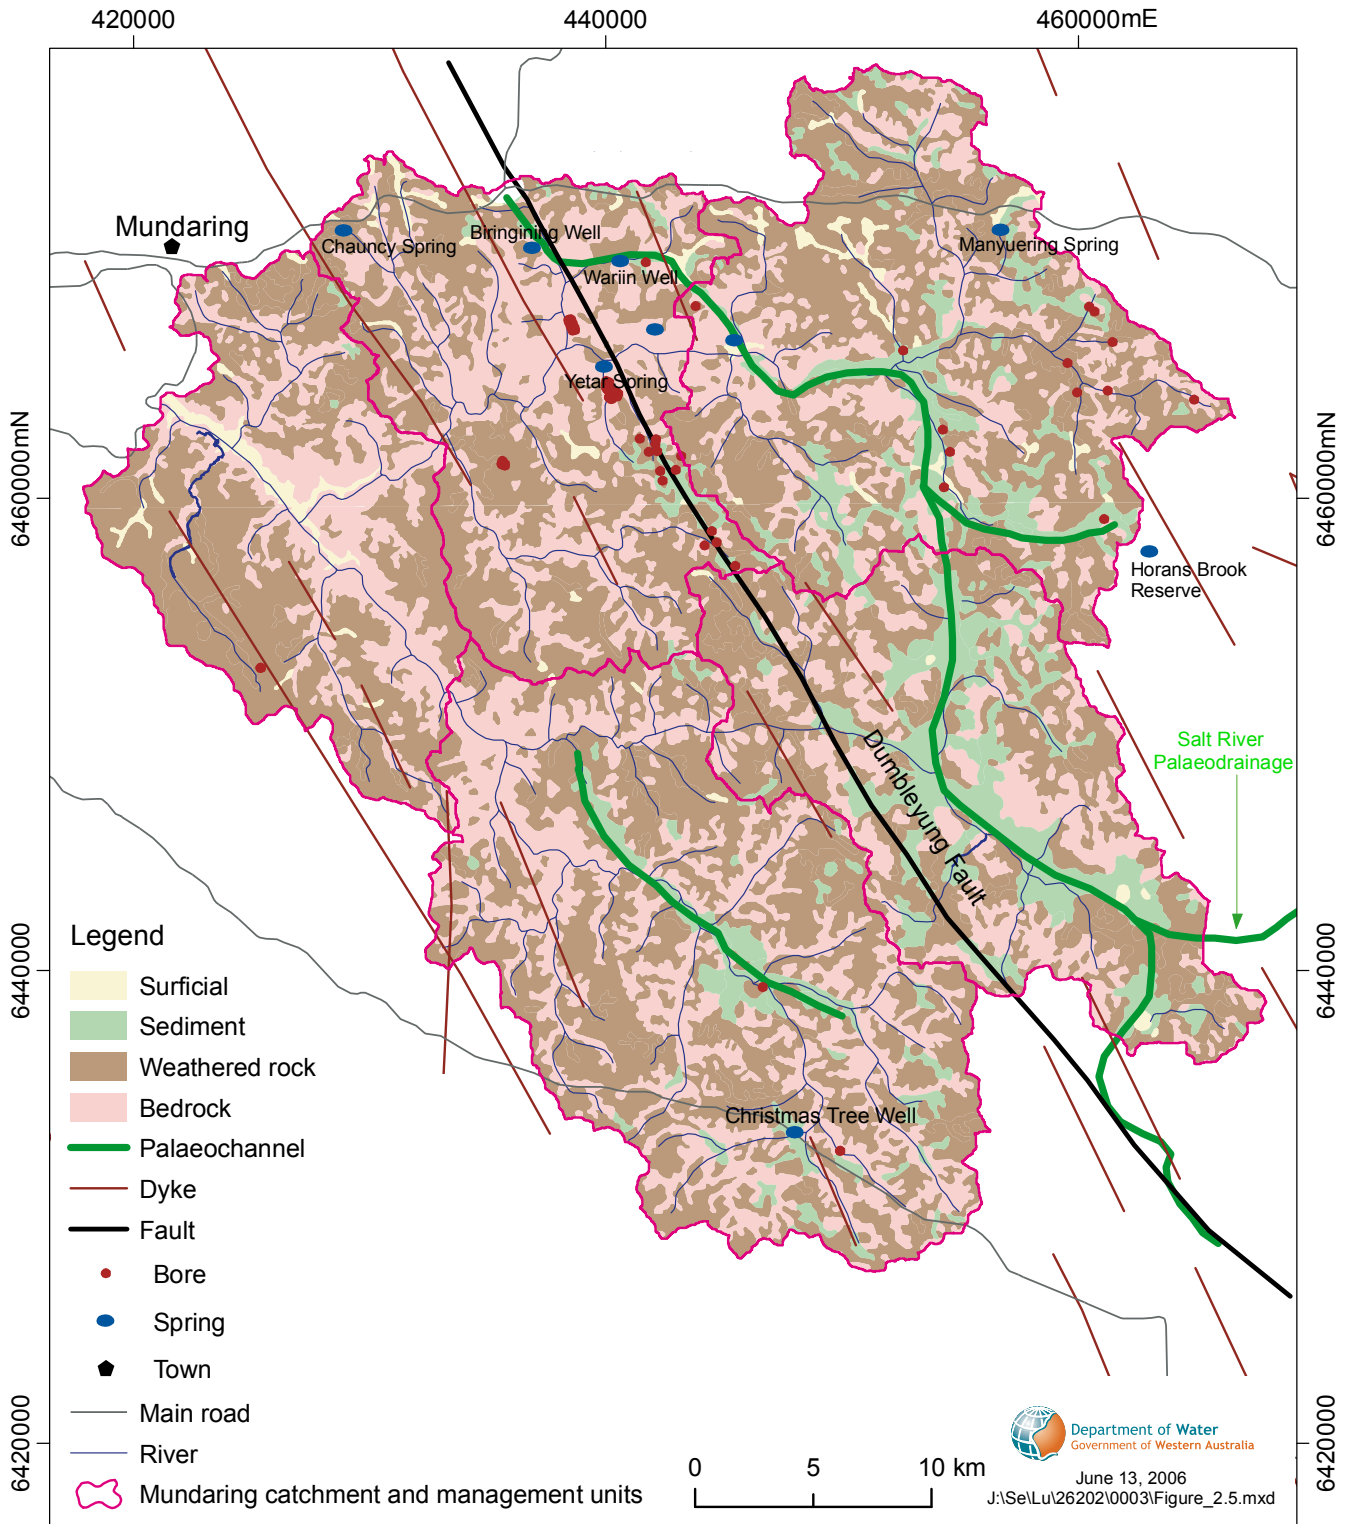 420000
440000
460000mE
Mundaring
Chauncy Spring
Biringining Well
Wariin Well
Manyuering Spring
Yetar Spring
6460000mN
6460000mN
Horans Brook
Reserve
Salt River
Palaeodrainage
Dumbleyung Fault
6440000
6440000
Christmas Tree Well
Legend
Surficial
Sediment
Weathered rock
Bedrock
Palaeochannel
Dyke
Fault
Bore
Spring
Town
Main road
River
Mundaring catchment and management units
6420000
6420000
0 5 10 km
Department of Water
Government of Western Australia
June 13, 2006
J:\Se\Lu\26202\0003\Figure_2.5.mxd